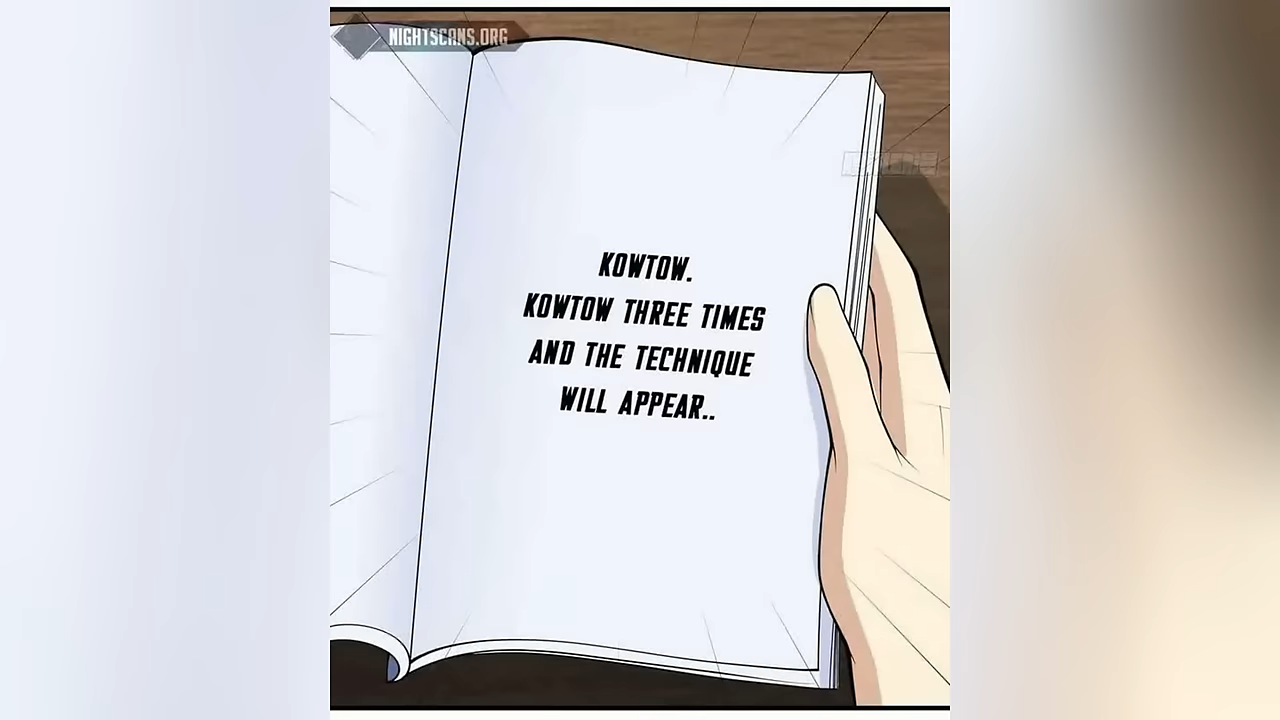 NIGHTSCANS.ORG
KOWTOW.
KOWTOW THREE TIMES
AND THE TECHNIQUE
WILL APPEAR..